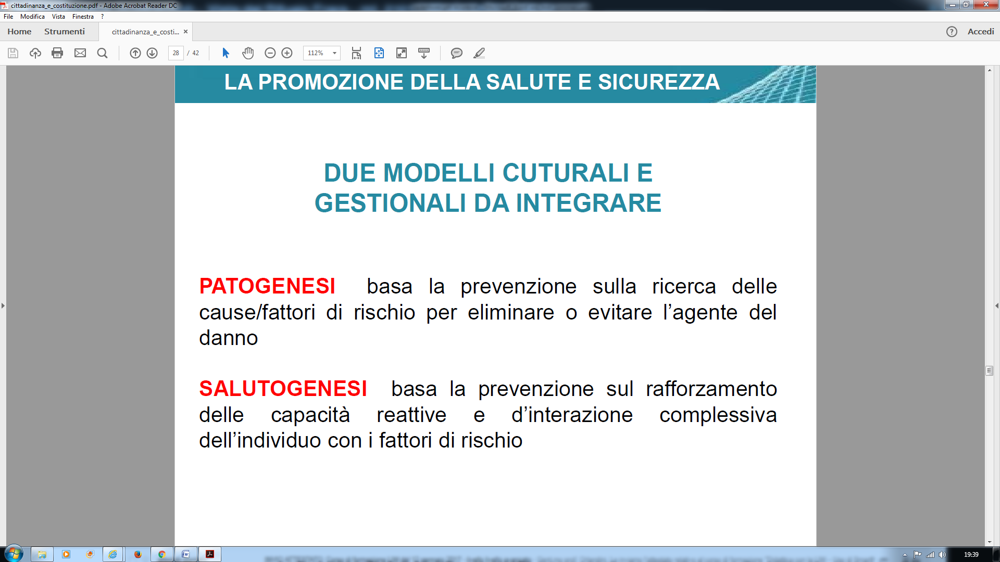 cittadinanza_e_costituzione.pdf - Adobe Acrobat Reader DC
File Modifica Vista Finestra ?
Home Strumenti cittadinanza_e_costi... × ? Accedi
28 / 42 112%
LA PROMOZIONE DELLA SALUTE E SICUREZZA
DUE MODELLI CUTURALI E
GESTIONALI DA INTEGRARE
PATOGENESI basa la prevenzione sulla ricerca delle
cause/fattori di rischio per eliminare o evitare l’agente del
danno
SALUTOGENESI basa la prevenzione sul rafforzamento
delle capacità reattive e d’interazione complessiva
dell’individuo con i fattori di rischio
19:39